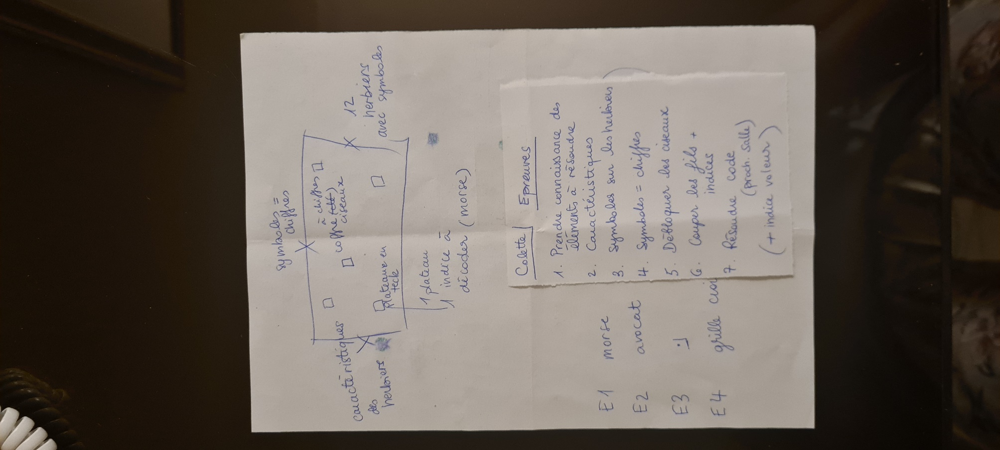 symboles =
chiffres
caractéristiques
des
herbiers
coffre à chiffres
ciseaux
12
herbiers
avec symboles
plateaux en
teck
1 plateau
1 indice à
décoder (morse)
Colette Epreuves
1. Prendre connaissance des
éléments à résoudre
2. Caractéristiques
3. Symboles sur les herbiers
4. Symboles = chiffres
5. Débloquer les ciseaux
6. Couper les fils +
indices
7. Résoudre code
(proch. salle)
(+ indice voleur)
E1 morse
E2 avocat
E3
E4 grille